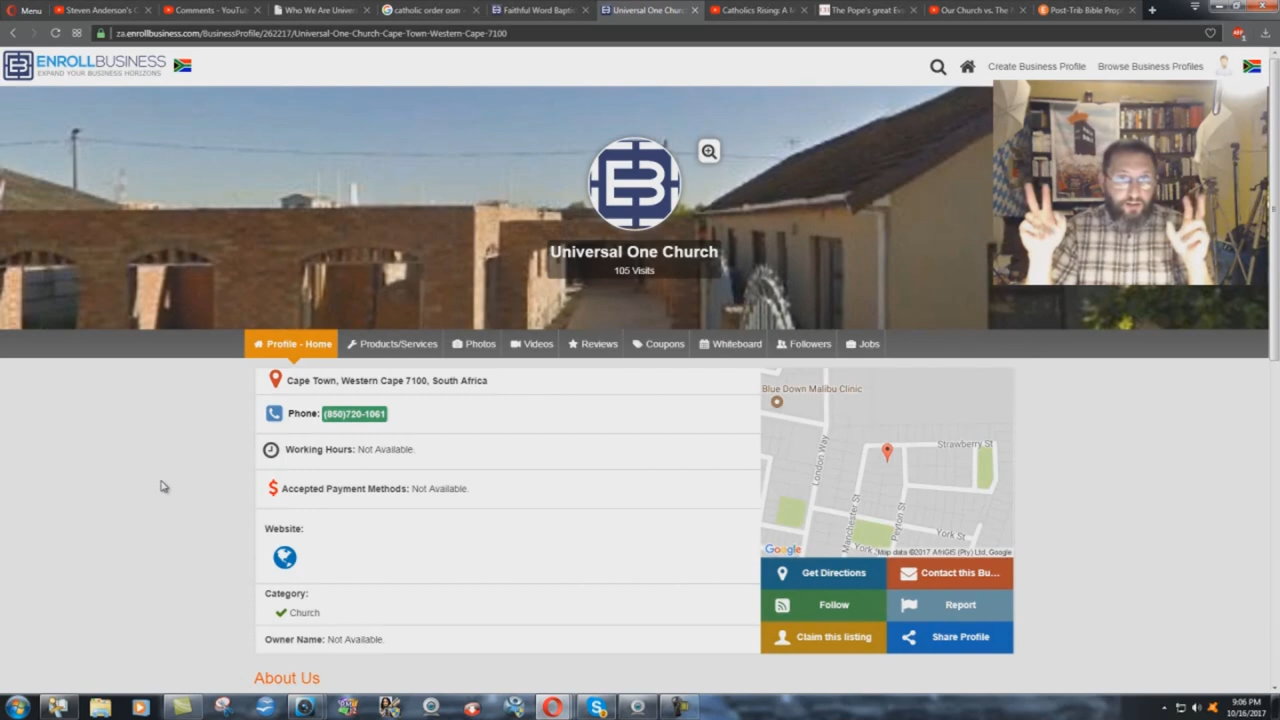 Menu
Steven Anderson's C
Comments - YouTu
Who We Are Univer
catholic order osm -
Faithful Word Baptis
Universal One Churc
Catholics Rising: A M
The Pope's great Eva
Our Church vs. The P
Post-Trib Bible Prop
za.enrollbusiness.com/BusinessProfile/262217/Universal-One-Church-Cape-Town-Western-Cape-7100
ENROLLBUSINESS
EXPAND YOUR BUSINESS HORIZONS
Create Business Profile
Browse Business Profiles
Universal One Church
105 Visits
Profile - Home
Products/Services
Photos
Videos
Reviews
Coupons
Whiteboard
Followers
Jobs
Cape Town, Western Cape 7100, South Africa
Phone: (850)720-1061
Working Hours: Not Available.
Accepted Payment Methods: Not Available.
Website:
Category:
Church
Owner Name: Not Available.
About Us
Blue Down Malibu Clinic
Strawberry St
London Way
Manchester St
Peyton St
York St
York
Google
Map data ©2017 AfriGIS (Pty) Ltd, Google
Get Directions
Contact this Bu...
Follow
Report
Claim this listing
Share Profile
9:06 PM
10/16/2017